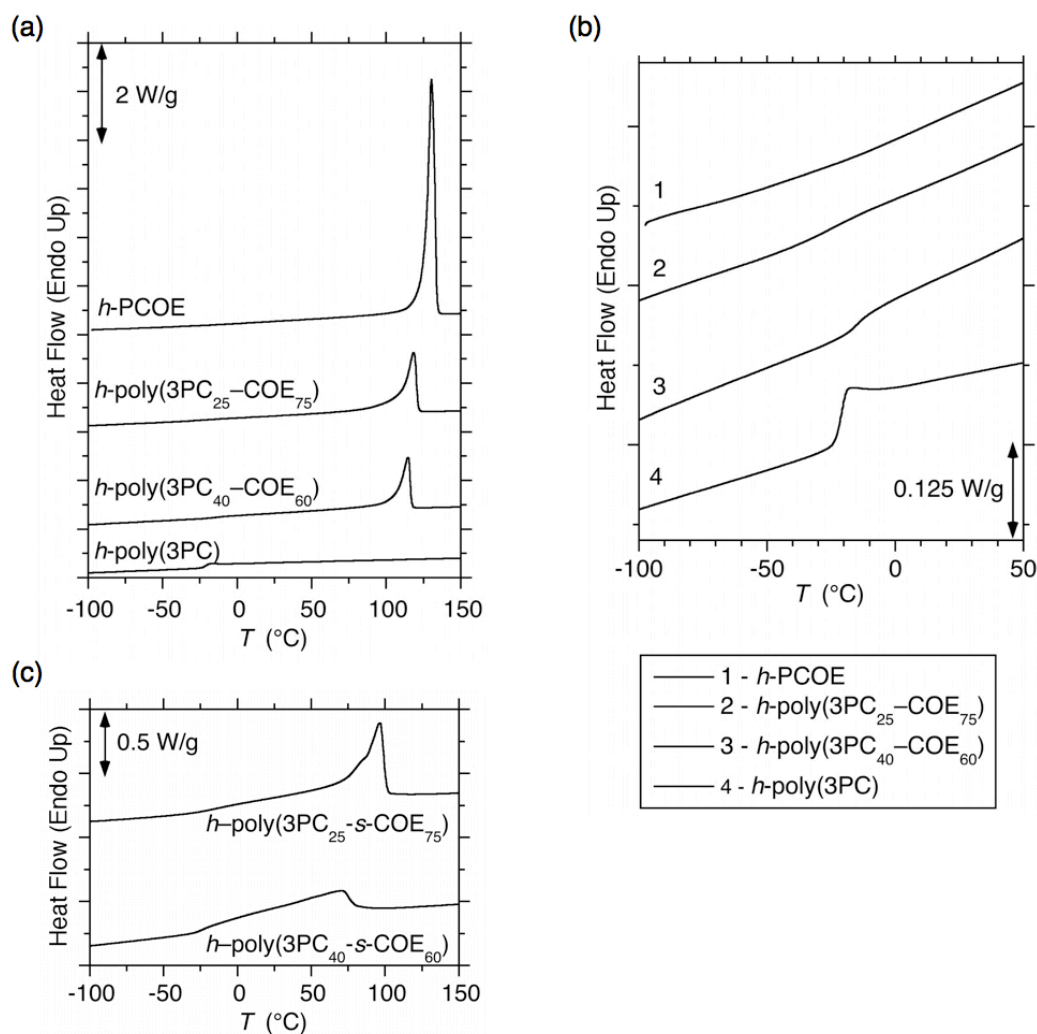 (a)
2 W/g
h-PCOE
h-poly(3PC25–COE75)
h-poly(3PC40–COE60)
h-poly(3PC)
Heat Flow (Endo Up)
-100 -50 0 50 100 150
T (°C)
(b)
1
2
3
4
0.125 W/g
Heat Flow (Endo Up)
-100 -50 0 50
T (°C)
1 - h-PCOE
2 - h-poly(3PC25–COE75)
3 - h-poly(3PC40–COE60)
4 - h-poly(3PC)
(c)
0.5 W/g
h–poly(3PC25-s-COE75)
h–poly(3PC40-s-COE60)
Heat Flow (Endo Up)
-100 -50 0 50 100 150
T (°C)